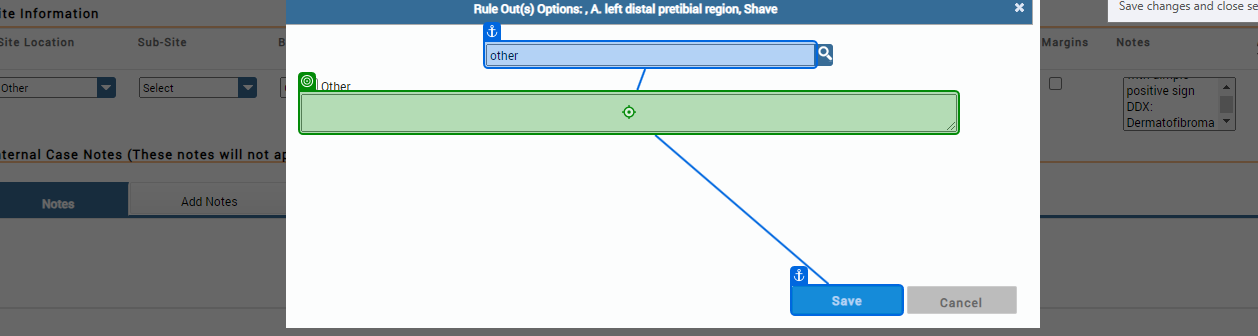 Rule Out(s) Options: , A. left distal pretibial region, Shave
Save changes and close se
ite Information
Site Location
Sub-Site
B
Margins
Notes
other
Other
Select
Other
positive sign
DDX:
Dermatofibroma
nternal Case Notes (These notes will not ap
Notes
Add Notes
Save
Cancel